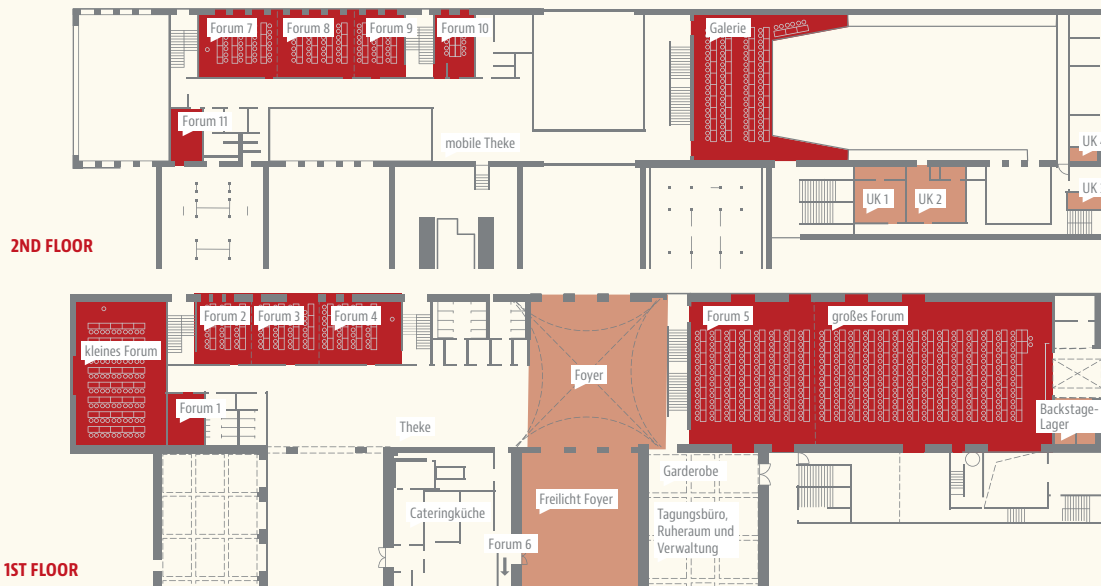 Forum 7
Forum 8
Forum 9
Forum 10
Galerie
Forum 11
mobile Theke
UK 1
UK 2
UK
UK
2ND FLOOR
Forum 2
Forum 3
Forum 4
Forum 5
großes Forum
kleines Forum
Foyer
Forum 1
Theke
Backstage-
Lager
Garderobe
Freilicht Foyer
Cateringküche
Tagungsbüro,
Ruheraum und
Verwaltung
Forum 6
1ST FLOOR